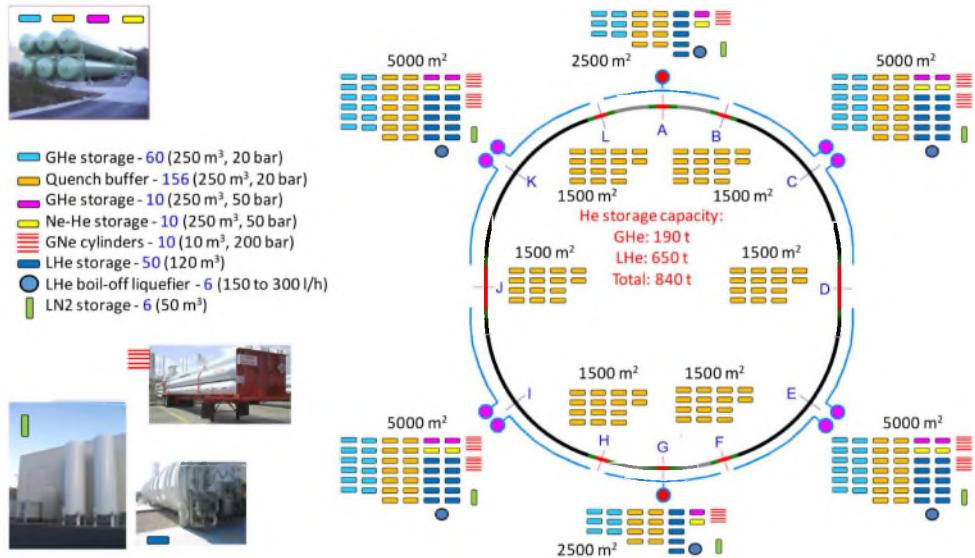 2500 m²
5000 m²
5000 m²
L
A
B
K
C
1500 m²
1500 m²
GHe storage - 60 (250 m³, 20 bar)
Quench buffer - 156 (250 m³, 20 bar)
GHe storage - 10 (250 m³, 50 bar)
Ne-He storage - 10 (250 m³, 50 bar)
GNe cylinders - 10 (10 m³, 200 bar)
LHe storage - 50 (120 m³)
LHe boil-off liquefier - 6 (150 to 300 l/h)
LN2 storage - 6 (50 m³)
He storage capacity:
GHe: 190 t
LHe: 650 t
Total: 840 t
1500 m²
1500 m²
J
D
1500 m²
1500 m²
I
E
5000 m²
5000 m²
H
G
F
2500 m²